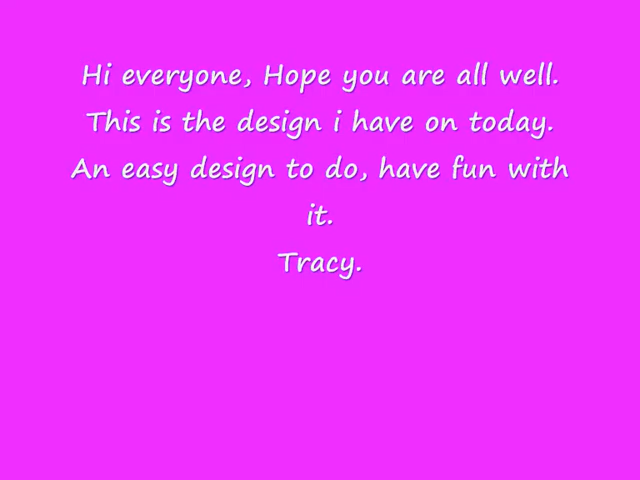 Hi everyone, Hope you are all well.
This is the design i have on today.
An easy design to do, have fun with
it.
Tracy.